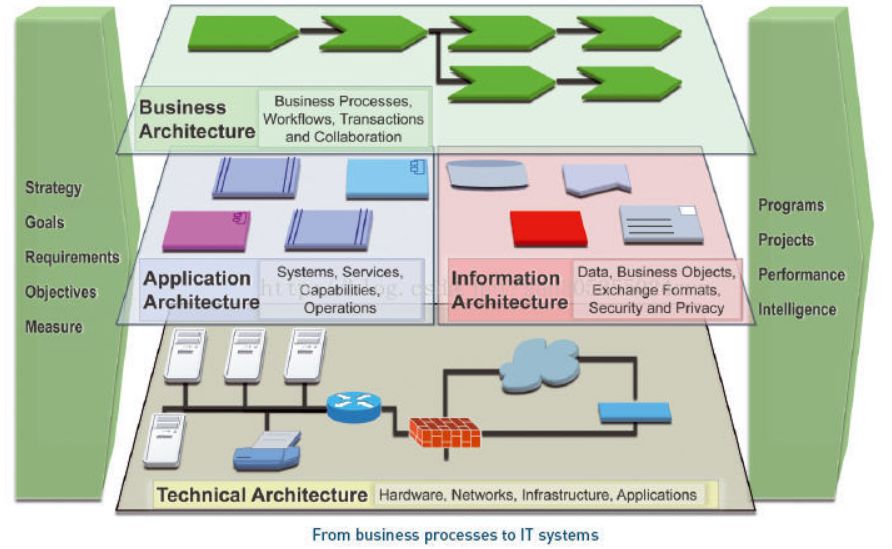 Business
Architecture
Business Processes,
Workflows, Transactions
and Collaboration
Strategy
Goals
Requirements
Objectives
Measure
Application
Architecture
Systems, Services,
Capabilities,
Operations
Information
Architecture
Data, Business Objects,
Exchange Formats,
Security and Privacy
Programs
Projects
Performance
Intelligence
Technical Architecture
Hardware, Networks, Infrastructure, Applications
From business processes to IT systems